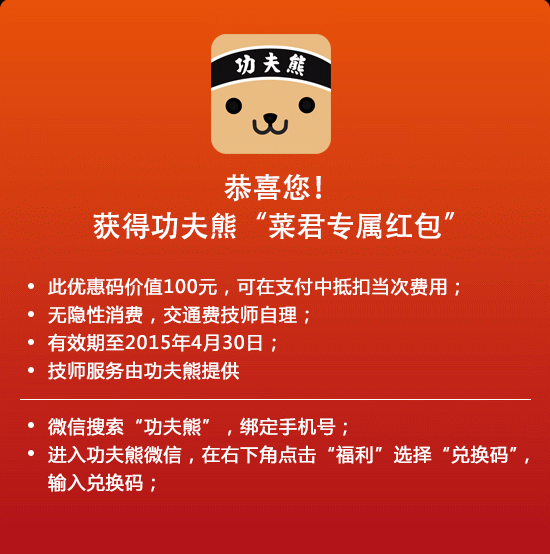 功夫熊
恭喜您!
获得功夫熊“菜君专属红包”
• 此优惠码价值100元，可在支付中抵扣当次费用；
• 无隐性消费，交通费技师自理；
• 有效期至2015年4月30日；
• 技师服务由功夫熊提供
• 微信搜索“功夫熊”，绑定手机号；
• 进入功夫熊微信，在右下角点击“福利”选择“兑换码”，
输入兑换码；